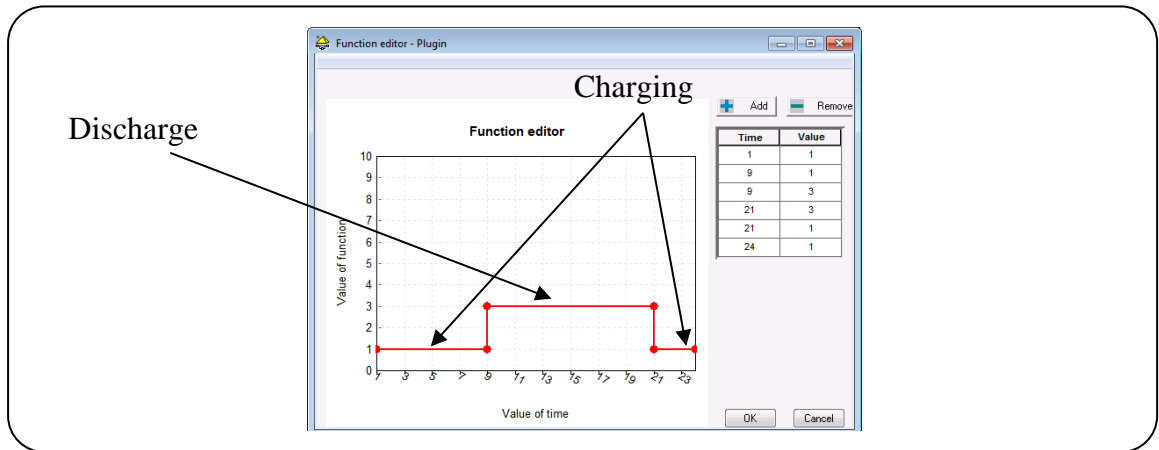 Function editor - Plugin
Charging
Discharge
Add
Remove
Function editor
Time Value
1 1
9 1
9 3
21 3
21 1
24 1
Value of function
10
9
8
7
6
5
4
3
2
1
0
1 3 5 7 9 11 13 15 17 19 21 23
Value of time
OK
Cancel